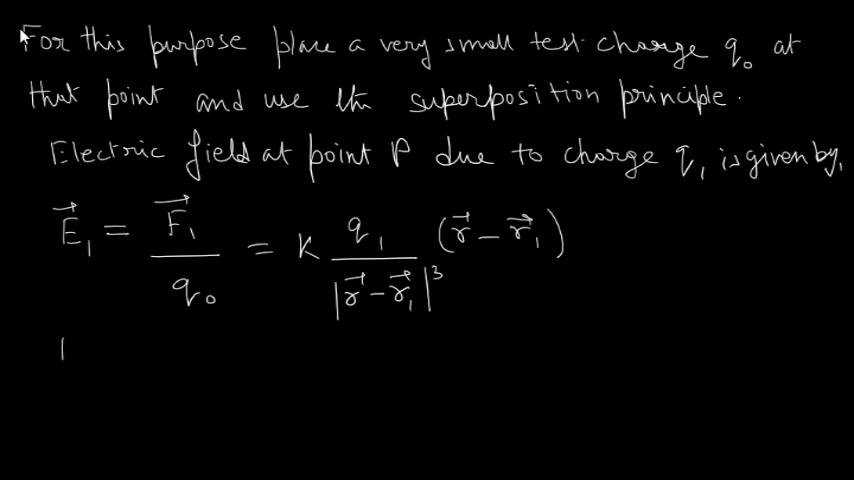 For this purpose place a very small test charge q₀ at
that point and use the superposition principle.
Electric field at point P due to charge q₁ is given by,
E⃗₁ = F⃗₁ / q₀ = K q₁ / |r⃗ − r⃗₁|³ (r⃗ − r⃗₁)